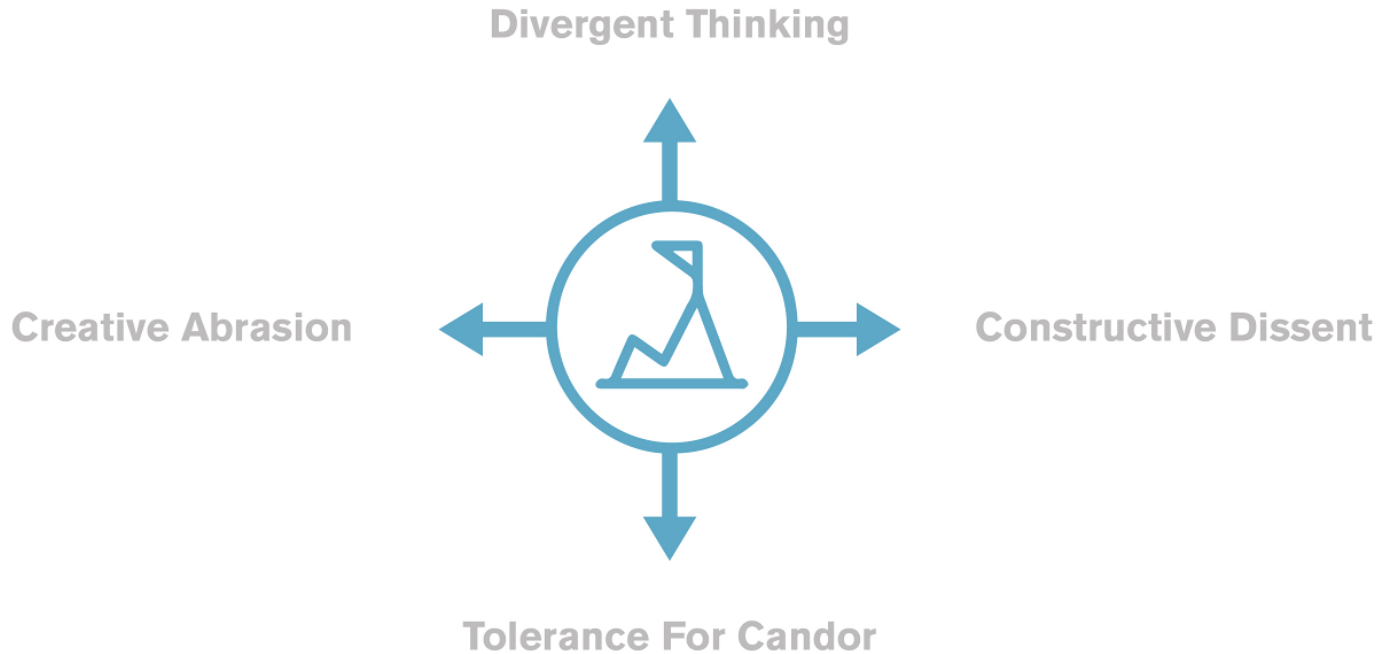 Divergent Thinking
Creative Abrasion
Constructive Dissent
Tolerance For Candor